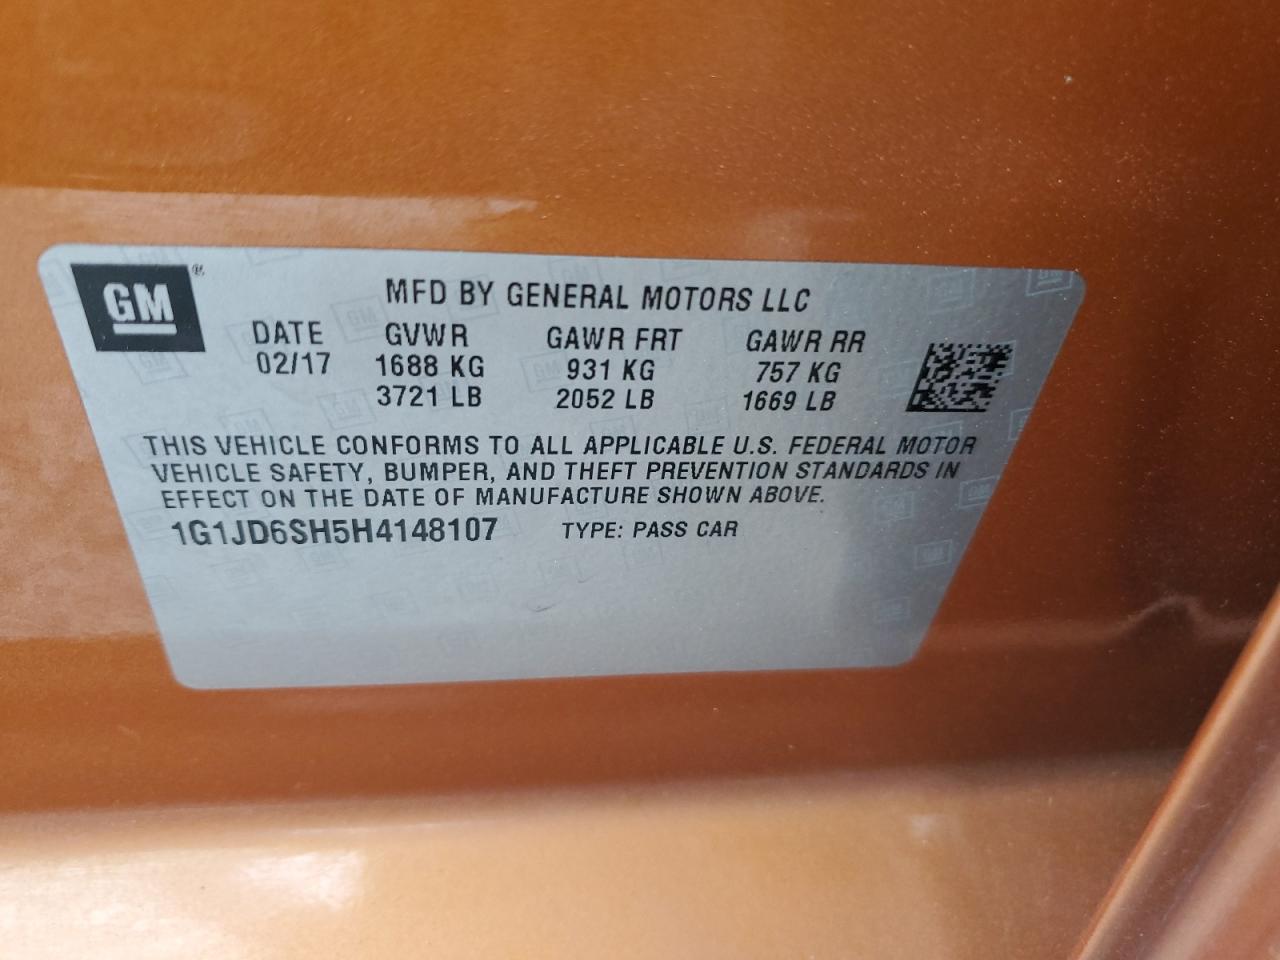 GM®
MFD BY GENERAL MOTORS LLC
DATE GVWR GAWR FRT GAWR RR
02/17 1688 KG 931 KG 757 KG
3721 LB 2052 LB 1669 LB
THIS VEHICLE CONFORMS TO ALL APPLICABLE U.S. FEDERAL MOTOR
VEHICLE SAFETY, BUMPER, AND THEFT PREVENTION STANDARDS IN
EFFECT ON THE DATE OF MANUFACTURE SHOWN ABOVE.
1G1JD6SH5H4148107 TYPE: PASS CAR